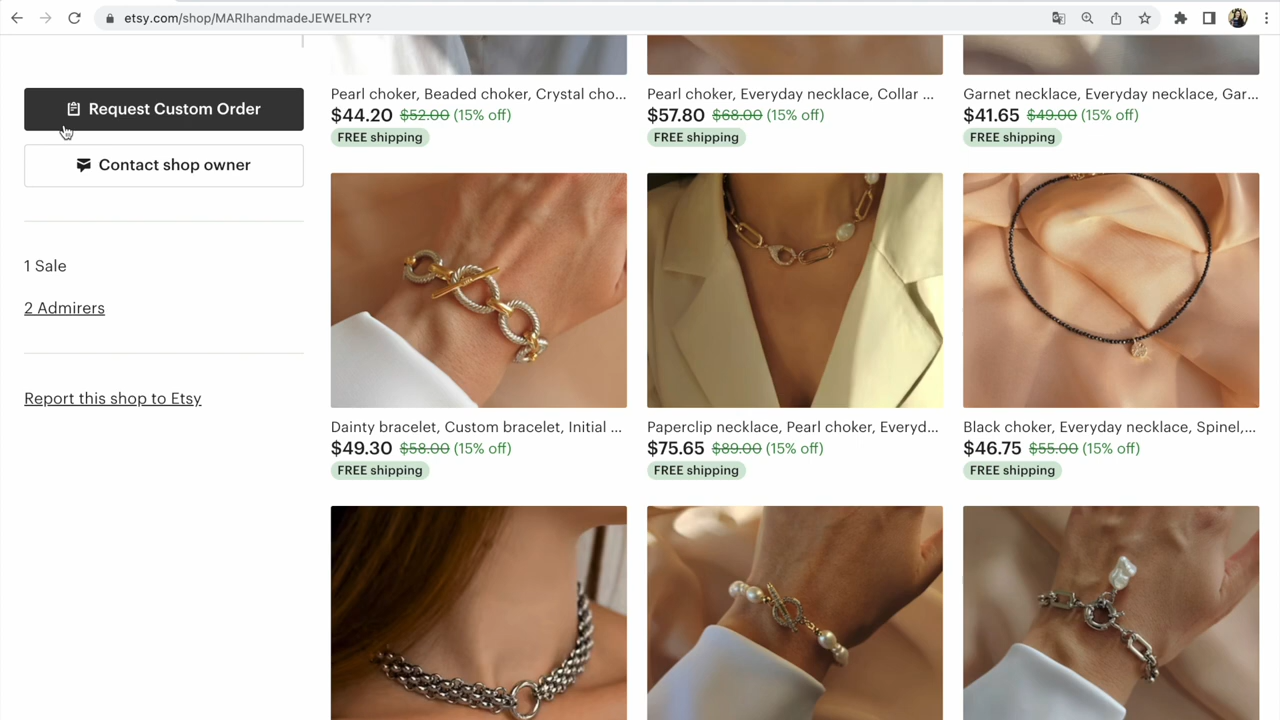 etsy.com/shop/MARIhandmadeJEWELRY?
Request Custom Order
Contact shop owner
1 Sale
2 Admirers
Report this shop to Etsy
Pearl choker, Beaded choker, Crystal cho...
$44.20 $52.00 (15% off)
FREE shipping
Pearl choker, Everyday necklace, Collar ...
$57.80 $68.00 (15% off)
FREE shipping
Garnet necklace, Everyday necklace, Gar...
$41.65 $49.00 (15% off)
FREE shipping
Dainty bracelet, Custom bracelet, Initial ...
$49.30 $58.00 (15% off)
FREE shipping
Paperclip necklace, Pearl choker, Everyd...
$75.65 $89.00 (15% off)
FREE shipping
Black choker, Everyday necklace, Spinel,...
$46.75 $55.00 (15% off)
FREE shipping